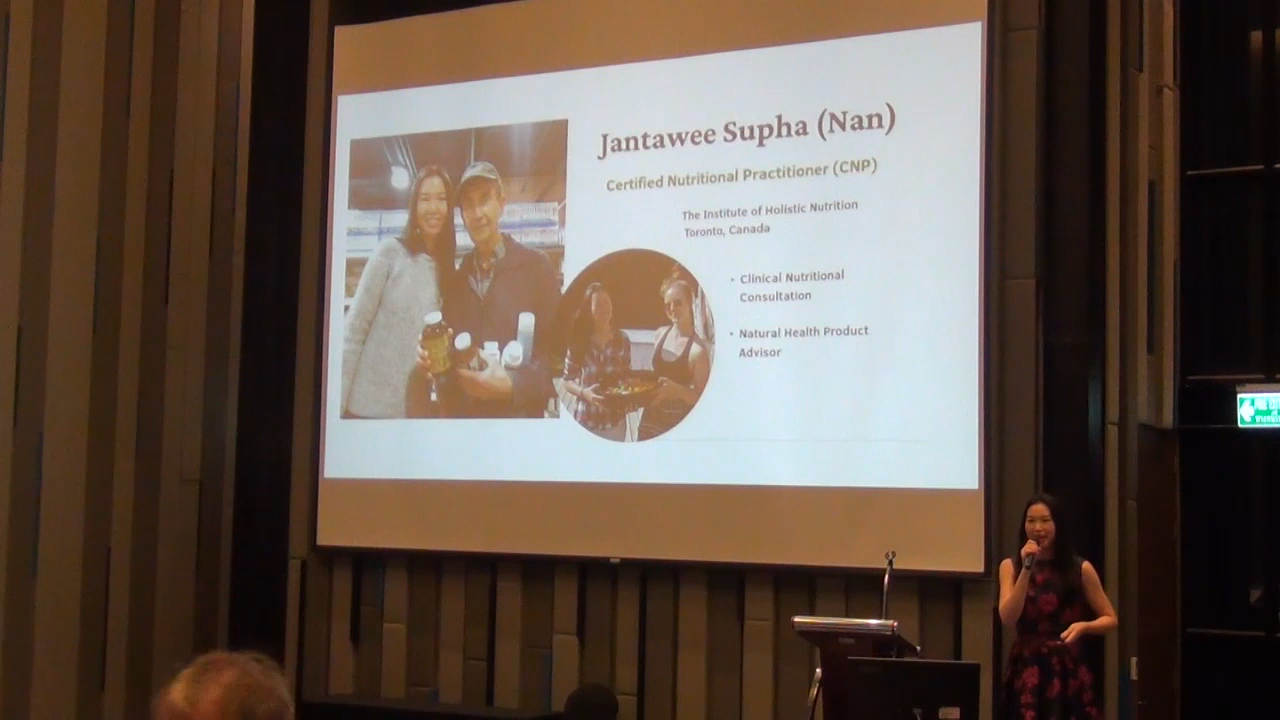 Jantawee Supha (Nan)
Certified Nutritional Practitioner (CNP)
The Institute of Holistic Nutrition
Toronto, Canada
• Clinical Nutritional
Consultation
• Natural Health Product
Advisor